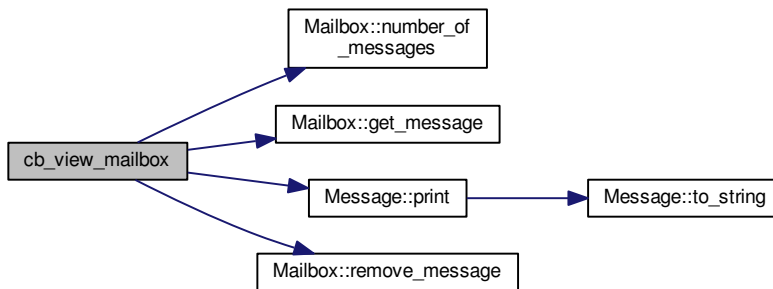 Mailbox::number_of
_messages
Mailbox::get_message
cb_view_mailbox
Message::print
Message::to_string
Mailbox::remove_message